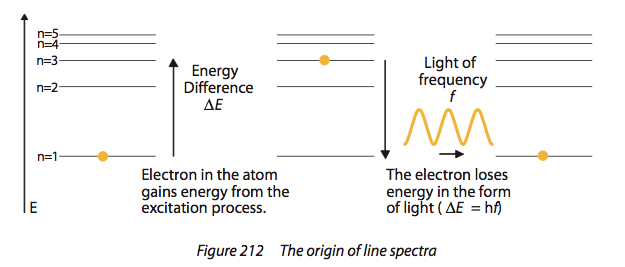 n=5
n=4
n=3
n=2
n=1
E
Energy
Difference
ΔE
Electron in the atom
gains energy from the
excitation process.
Light of
frequency
f
The electron loses
energy in the form
of light ( ΔE = hf)
Figure 212 The origin of line spectra